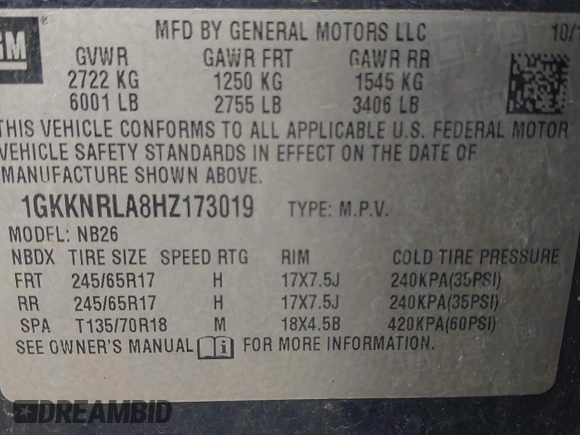 GM
MFD BY GENERAL MOTORS LLC 10/1
GVWR GAWR FRT GAWR RR
2722 KG 1250 KG 1545 KG
6001 LB 2755 LB 3406 LB
THIS VEHICLE CONFORMS TO ALL APPLICABLE U.S. FEDERAL MOTOR
VEHICLE SAFETY STANDARDS IN EFFECT ON THE DATE OF
MANUFACTURE SHOWN ABOVE.
1GKKNRLA8HZ173019 TYPE: M.P.V.
MODEL: NB26
NBDX TIRE SIZE SPEED RTG RIM COLD TIRE PRESSURE
FRT 245/65R17 H 17X7.5J 240KPA(35PSI)
RR 245/65R17 H 17X7.5J 240KPA(35PSI)
SPA T135/70R18 M 18X4.5B 420KPA(60PSI)
SEE OWNER'S MANUAL i FOR MORE INFORMATION.
DREAMBID